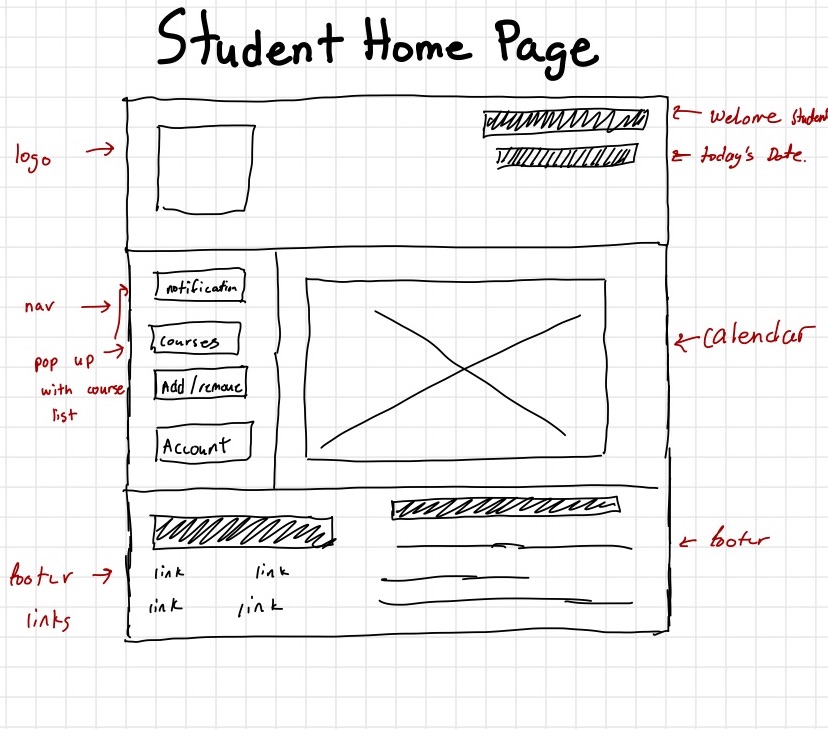 Student Home Page
Welome Student
logo
today's Date.
notification
nav
Courses
Calendar
pop up
with course
list
Add/remove
Account
footer
footer
links
link link
link link